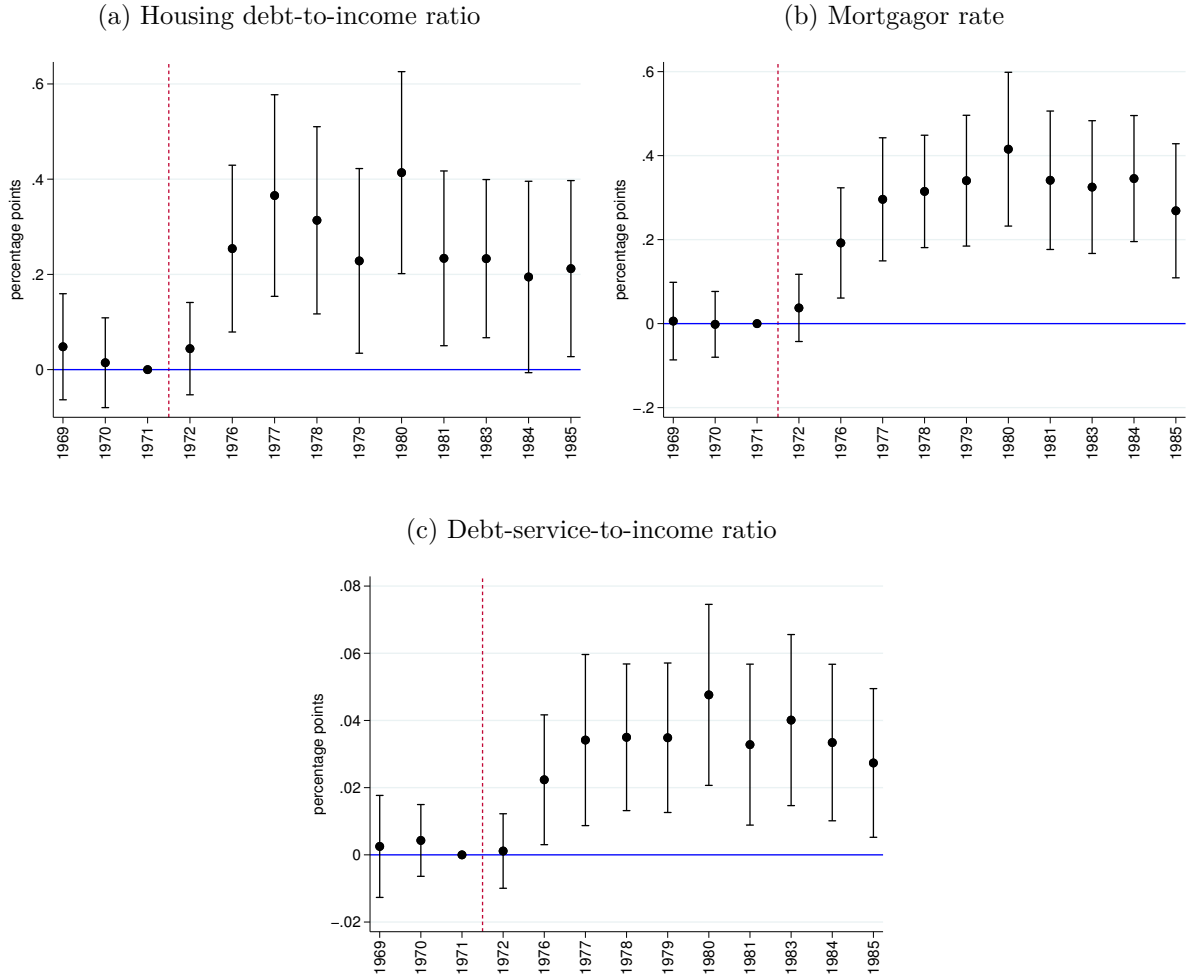 (a) Housing debt-to-income ratio
percentage points
.6
.4
.2
0
1969 1970 1971 1972 1976 1977 1978 1979 1980 1981 1983 1984 1985
(b) Mortgagor rate
percentage points
.6
.4
.2
0
-.2
1969 1970 1971 1972 1976 1977 1978 1979 1980 1981 1983 1984 1985
(c) Debt-service-to-income ratio
percentage points
.08
.06
.04
.02
0
-.02
1969 1970 1971 1972 1976 1977 1978 1979 1980 1981 1983 1984 1985